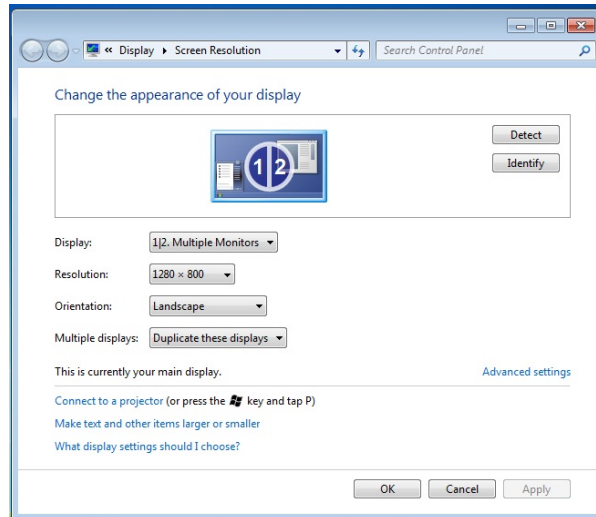 « Display ▸ Screen Resolution
Search Control Panel
Change the appearance of your display
1|2
Detect
Identify
Display: 1|2. Multiple Monitors
Resolution: 1280 × 800
Orientation: Landscape
Multiple displays: Duplicate these displays
This is currently your main display. Advanced settings
Connect to a projector (or press the key and tap P)
Make text and other items larger or smaller
What display settings should I choose?
OK Cancel Apply